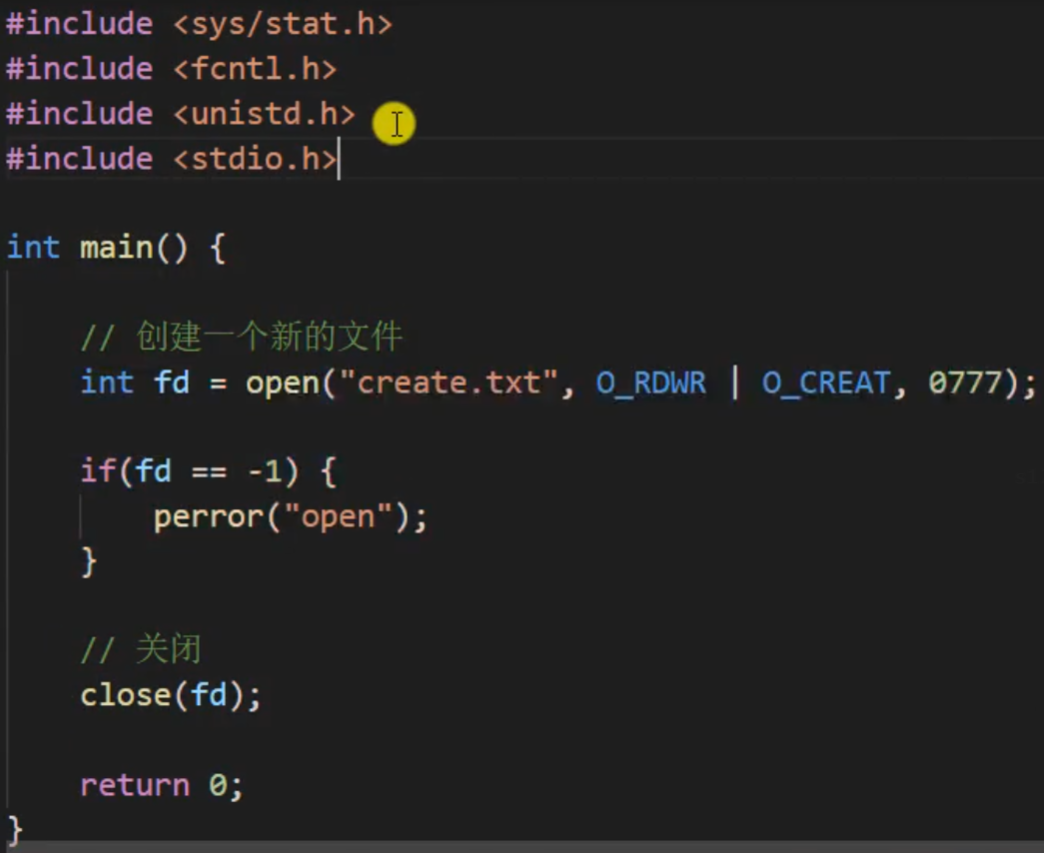 #include <sys/stat.h>
#include <fcntl.h>
#include <unistd.h>
#include <stdio.h>
int main() {
// 创建一个新的文件
int fd = open("create.txt", O_RDWR | O_CREAT, 0777);
if(fd == -1) {
perror("open");
}
// 关闭
close(fd);
return 0;
}